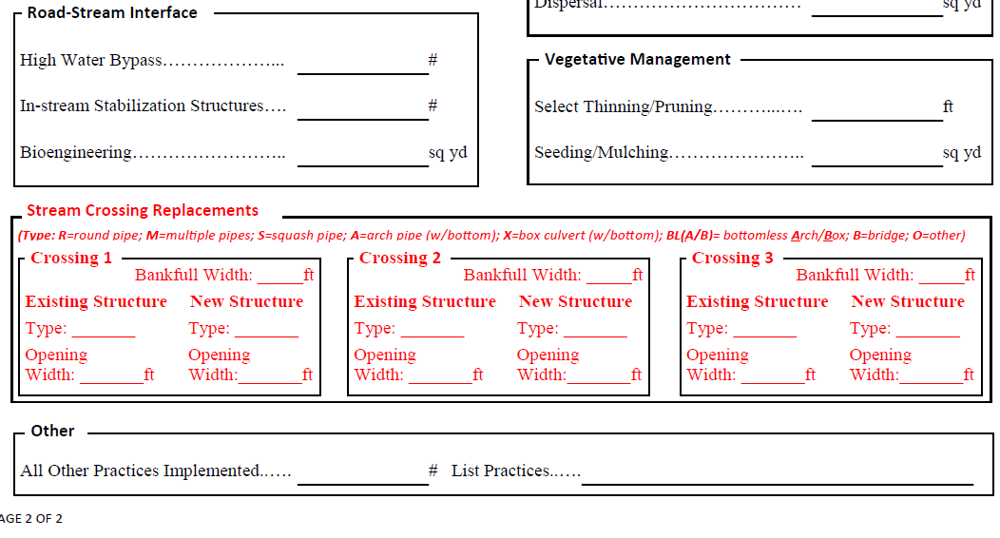 Dispersal……………………………… sq yd
Road-Stream Interface
High Water Bypass………………... #
In-stream Stabilization Structures…. #
Bioengineering…………………….. sq yd
Vegetative Management
Select Thinning/Pruning………...…. ft
Seeding/Mulching………………….. sq yd
Stream Crossing Replacements
(Type: R=round pipe; M=multiple pipes; S=squash pipe; A=arch pipe (w/bottom); X=box culvert (w/bottom); BL(A/B)= bottomless Arch/Box; B=bridge; O=other)
Crossing 1
Bankfull Width: _____ft
Existing Structure New Structure
Type: _______ Type: _______
Opening Opening
Width: _______ft Width:_______ft
Crossing 2
Bankfull Width: _____ft
Existing Structure New Structure
Type: _______ Type: _______
Opening Opening
Width: _______ft Width:_______ft
Crossing 3
Bankfull Width: _____ft
Existing Structure New Structure
Type: _______ Type: _______
Opening Opening
Width: _______ft Width:_______ft
Other
All Other Practices Implemented..…. # List Practices..….
AGE 2 OF 2